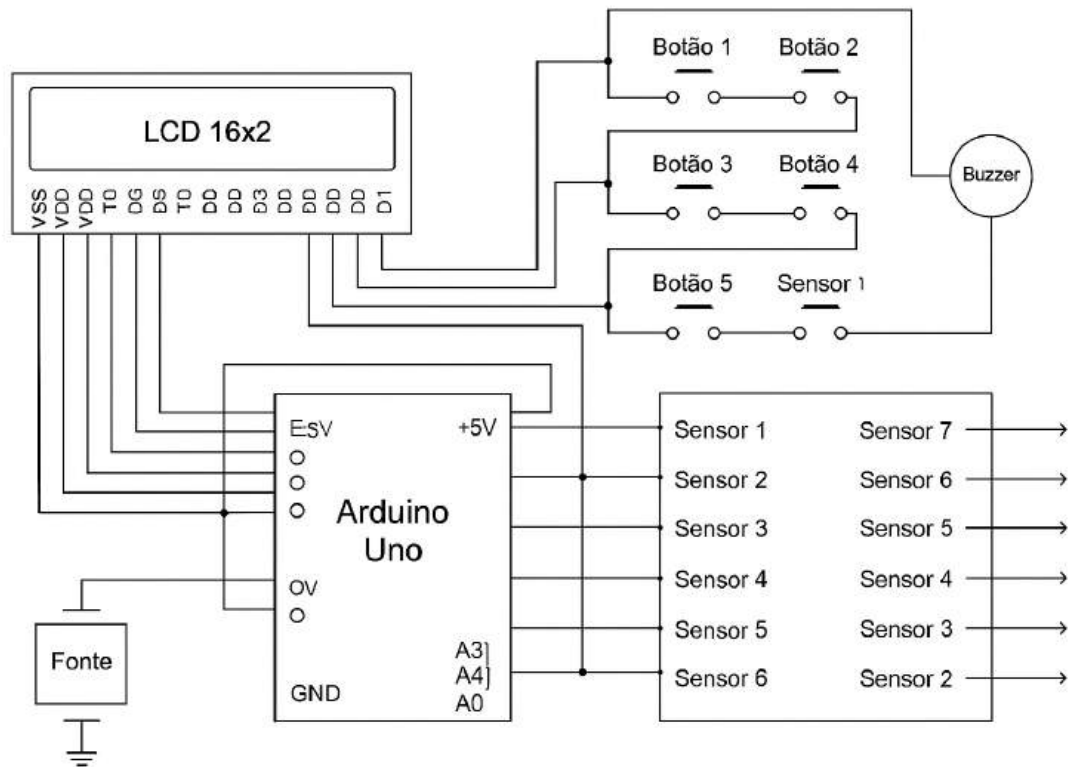 Botão 1
Botão 2
LCD 16x2
VSS
VDD
VDD
TO
DG
DS
TO
DD
DD
D3
DD
DD
DD
DD
D1
Botão 3
Botão 4
Buzzer
Botão 5
Sensor 1
EsV
+5V
Arduino
Uno
OV
GND
A3
A4
A0
Fonte
Sensor 1
Sensor 2
Sensor 3
Sensor 4
Sensor 5
Sensor 6
Sensor 7
Sensor 6
Sensor 5
Sensor 4
Sensor 3
Sensor 2